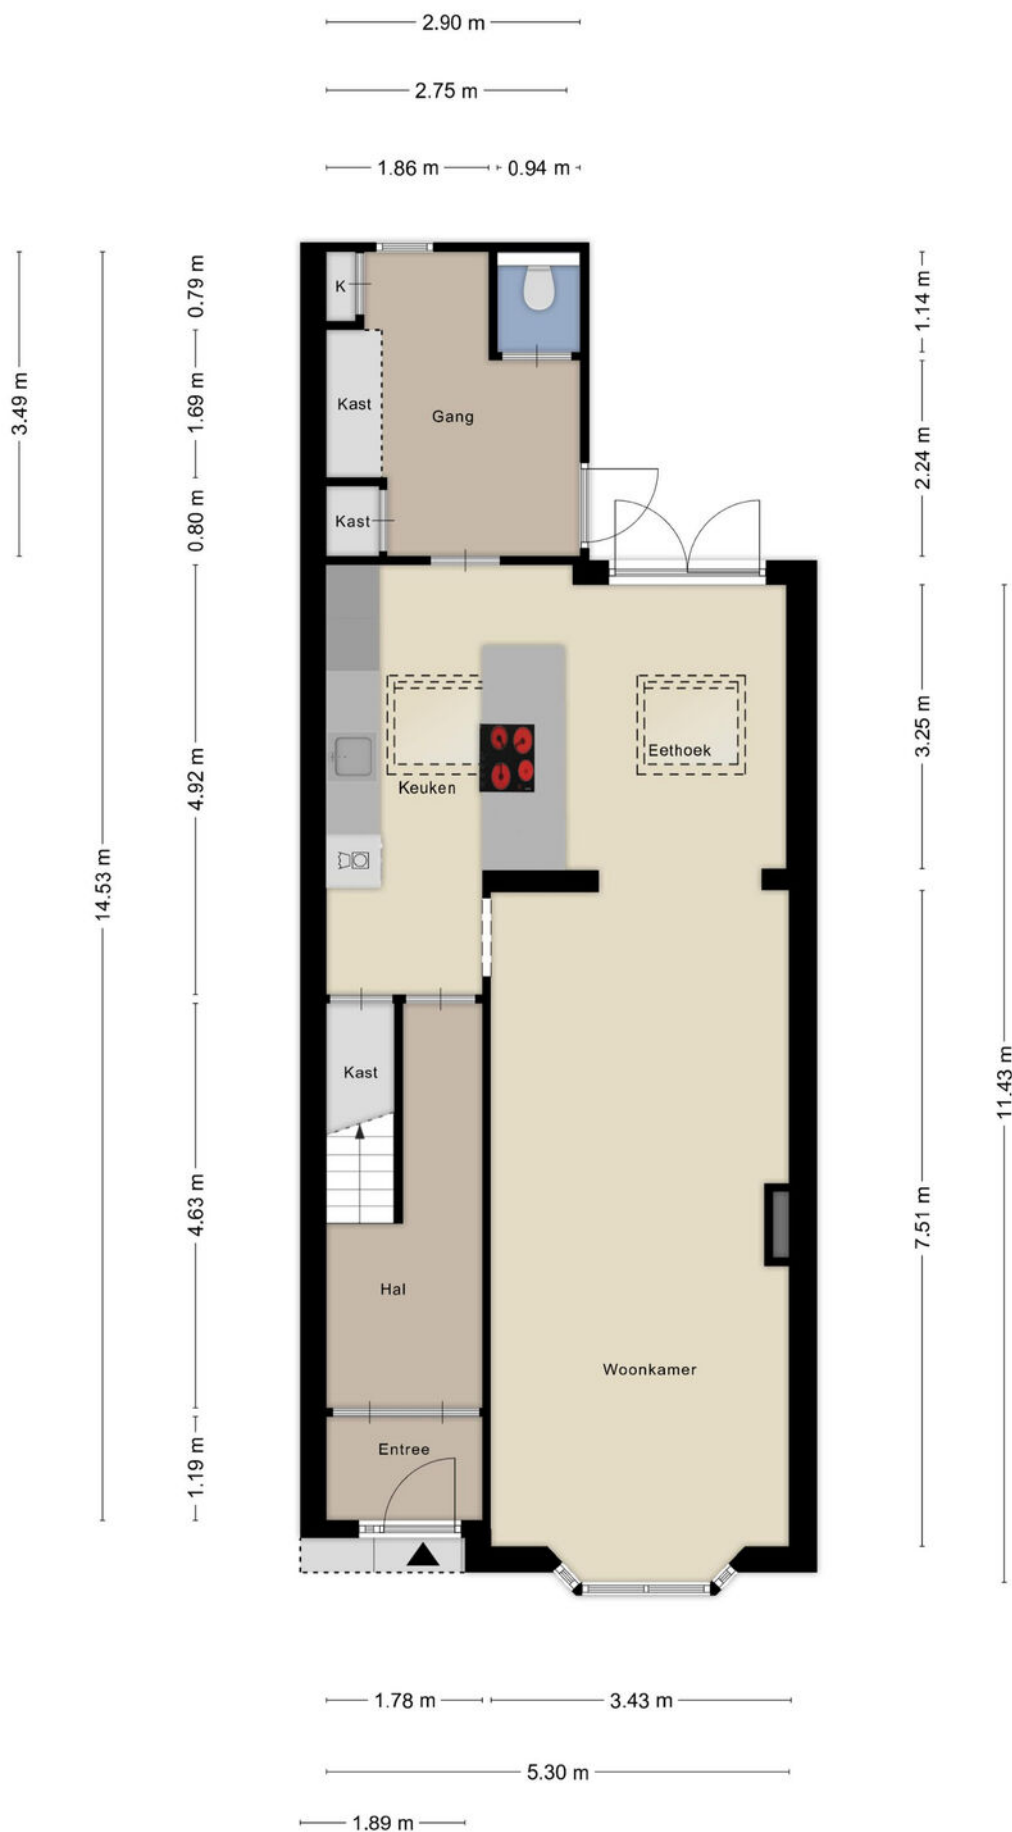 2.90 m
2.75 m
1.86 m 0.94 m
3.49 m
14.53 m
0.79 m
1.69 m
0.80 m
4.92 m
4.63 m
1.19 m
K
Kast
Gang
Kast
Keuken
Eethoek
Kast
Hal
Woonkamer
Entree
1.14 m
2.24 m
3.25 m
7.51 m
11.43 m
1.78 m 3.43 m
5.30 m
1.89 m